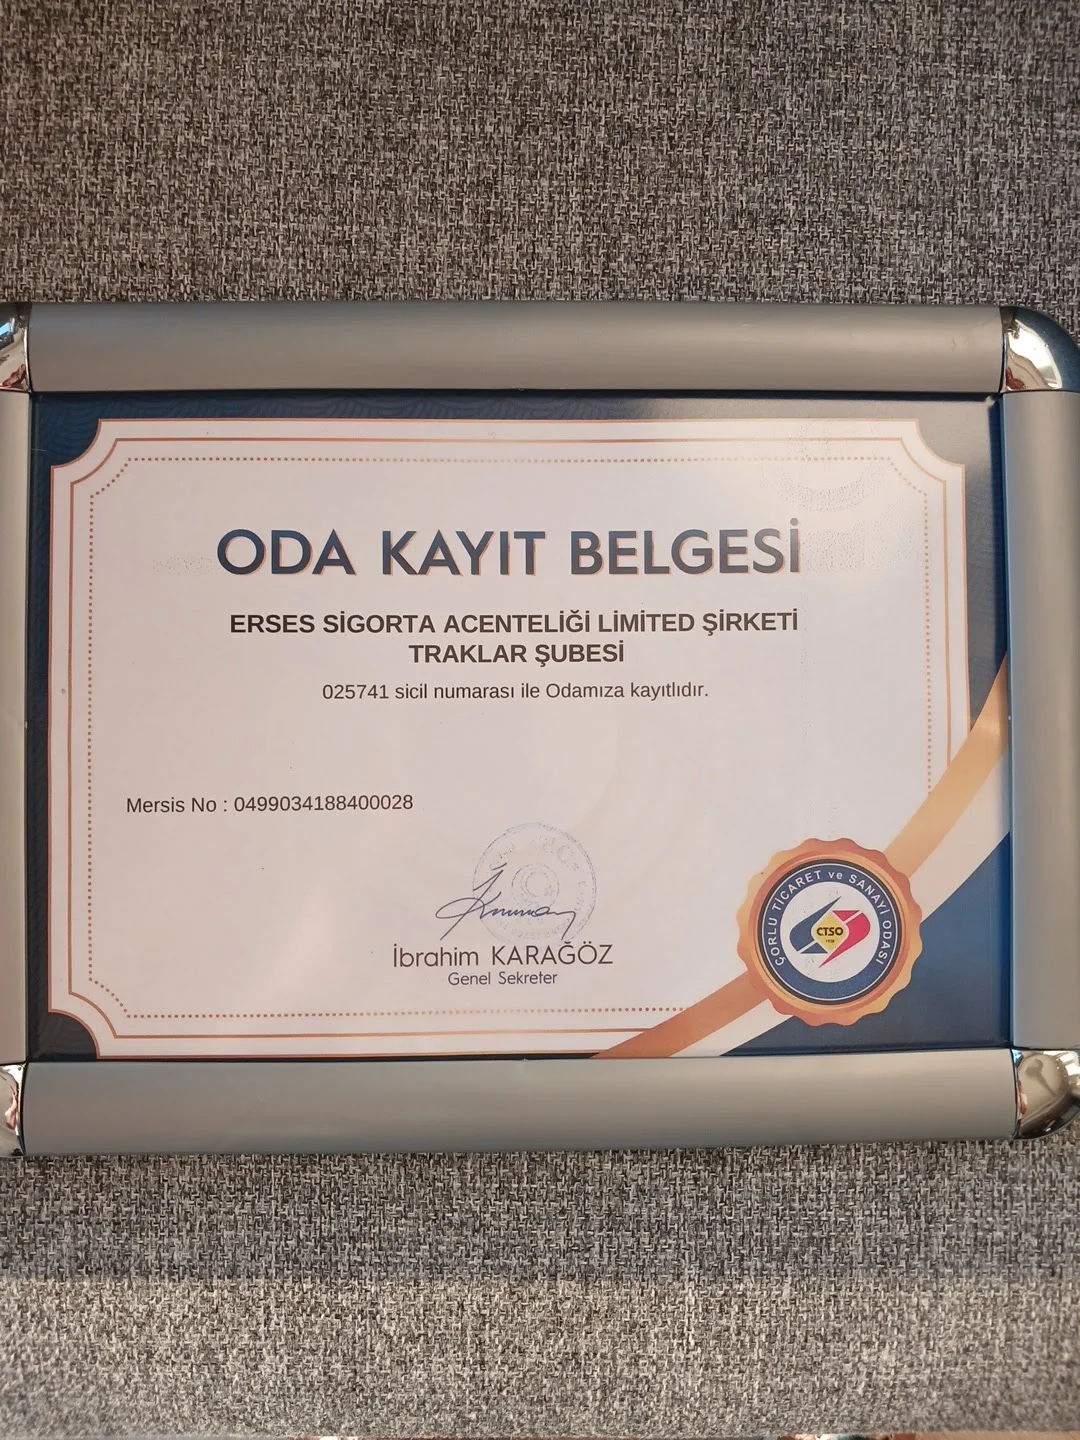 ODA KAYIT BELGESİ
ERSES SİGORTA ACENTELİĞİ LİMİTED ŞİRKETİ
TRAKLAR ŞUBESİ
025741 sicil numarası ile Odamıza kayıtlıdır.
Mersis No : 0499034188400028
İbrahim KARAĞÖZ
Genel Sekreter
ÇORLU TİCARET ve SANAYİ ODASI
CTSO